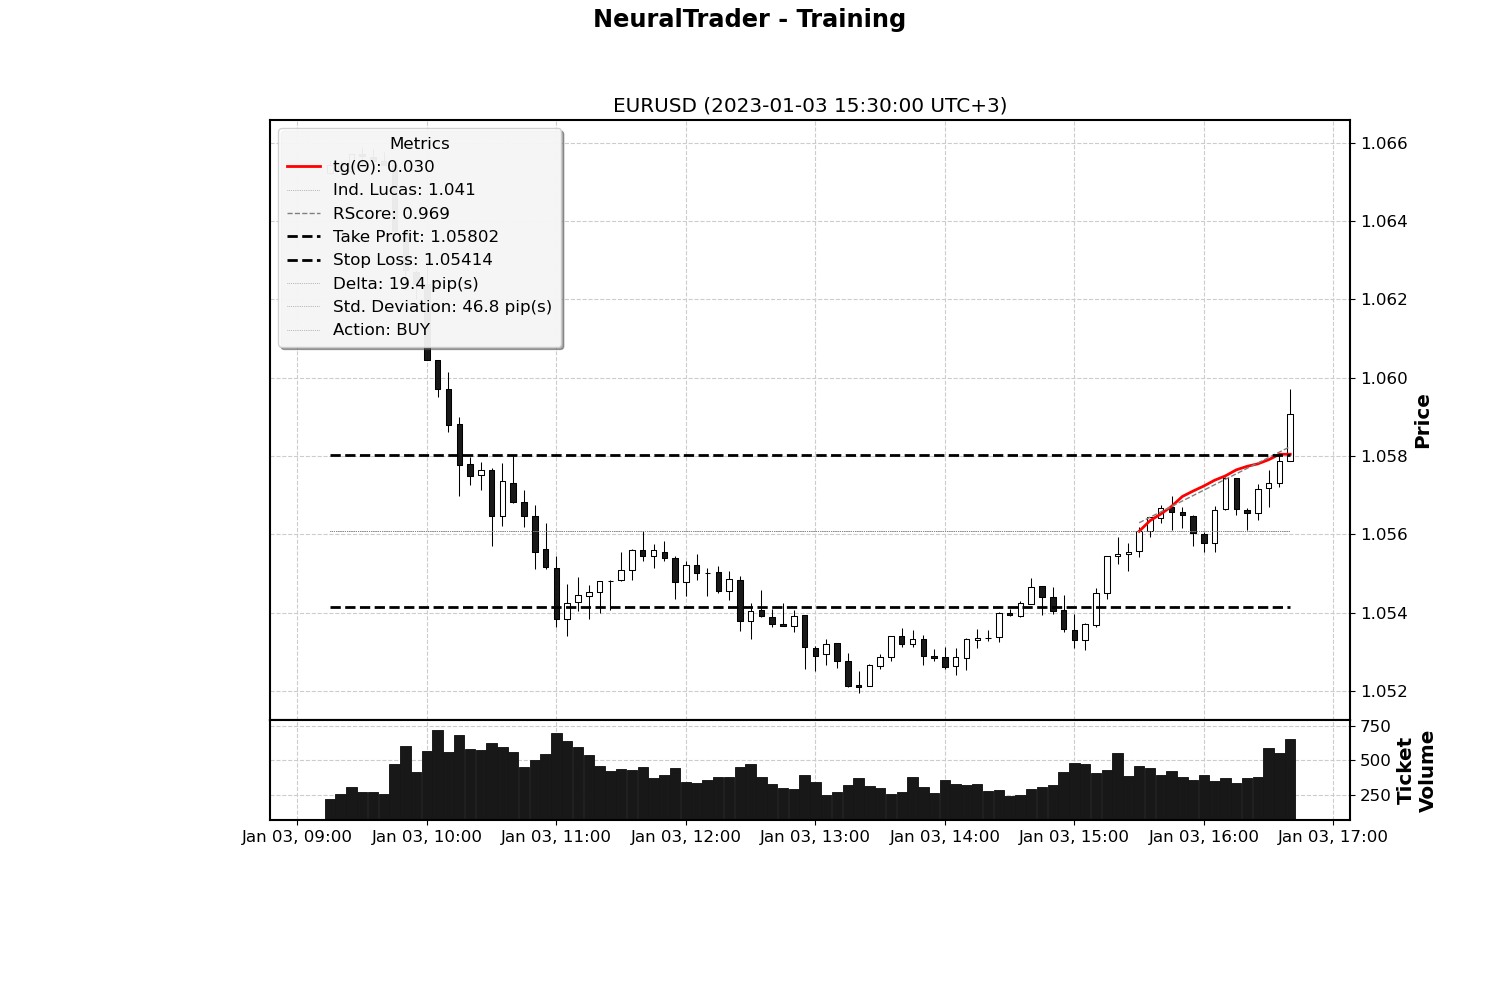 NeuralTrader - Training
EURUSD (2023-01-03 15:30:00 UTC+3)
Metrics
tg(Θ): 0.030
Ind. Lucas: 1.041
RScore: 0.969
Take Profit: 1.05802
Stop Loss: 1.05414
Delta: 19.4 pip(s)
Std. Deviation: 46.8 pip(s)
Action: BUY
1.066
1.064
1.062
1.060
1.058
1.056
1.054
1.052
Price
750
500
250
Ticket
Volume
Jan 03, 09:00
Jan 03, 10:00
Jan 03, 11:00
Jan 03, 12:00
Jan 03, 13:00
Jan 03, 14:00
Jan 03, 15:00
Jan 03, 16:00
Jan 03, 17:00